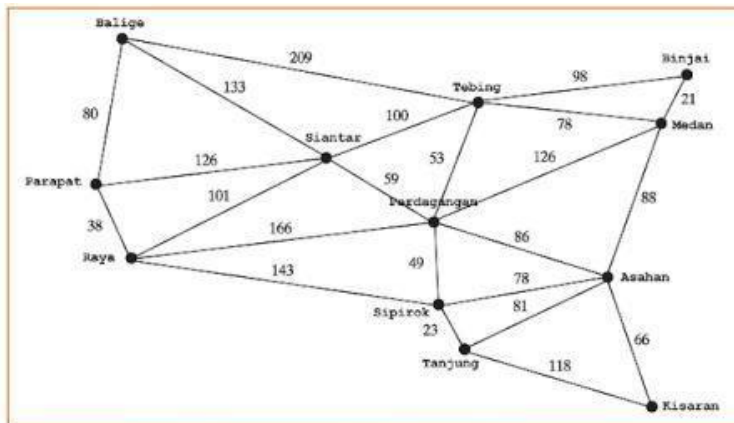 Balige
Binjai
209
98
Tebing
21
133
Medan
100
78
80
Siantar
126
53
126
59
Parapat
88
101
Perdagangan
38
166
86
Raya
49
78
Asahan
143
81
Sipirok
23
66
Tanjung
118
Kisaran